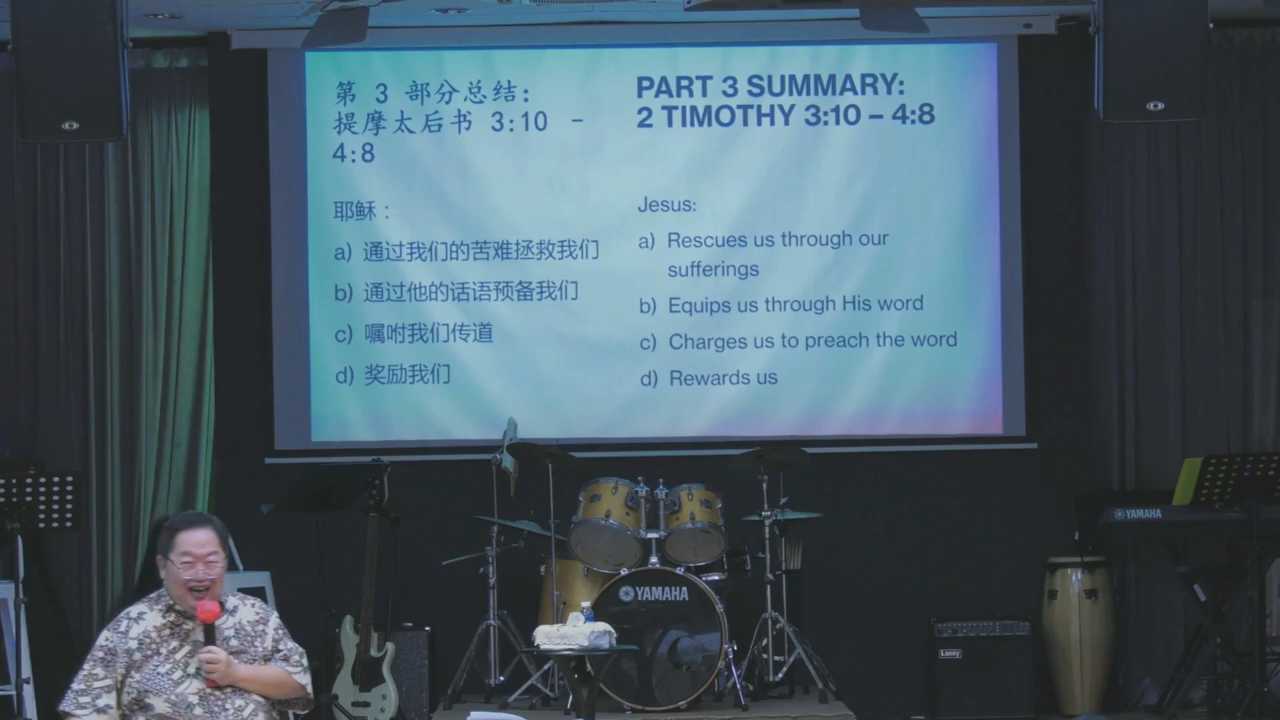 第 3 部分总结:
提摩太后书 3:10 –
4:8
耶稣：
a) 通过我们的苦难拯救我们
b) 通过他的话语预备我们
c) 嘱咐我们传道
d) 奖励我们
PART 3 SUMMARY:
2 TIMOTHY 3:10 – 4:8
Jesus:
a) Rescues us through our
sufferings
b) Equips us through His word
c) Charges us to preach the word
d) Rewards us
YAMAHA
YAMAHA
Laney